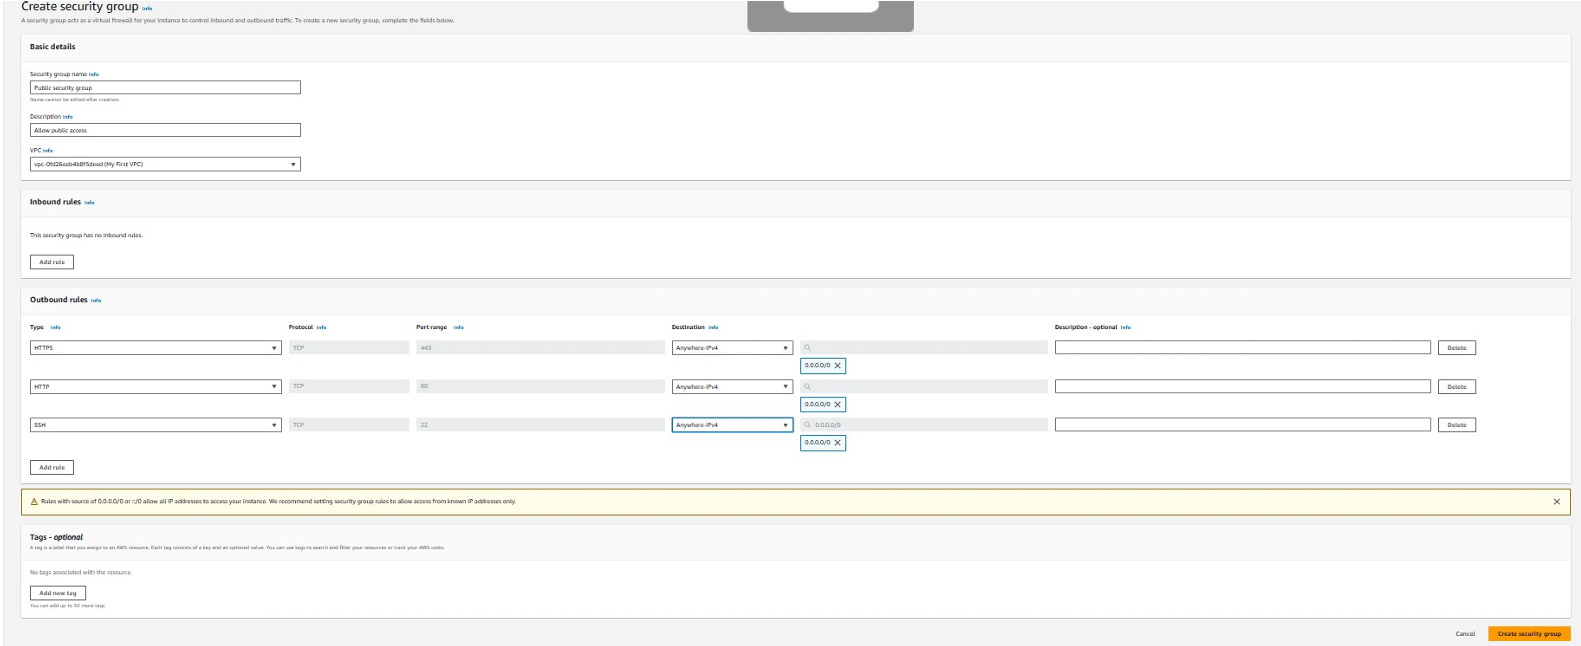 Create security group Info
A security group acts as a virtual firewall for your instance to control inbound and outbound traffic. To create a new security group, complete the fields below.
Basic details
Security group name Info
Public security group
Name cannot be edited after creation.
Description Info
Allow public access
VPC Info
(My First VPC)
Inbound rules Info
This security group has no inbound rules.
Add rule
Outbound rules Info
Type Info Protocol Info Port range Info Destination Info Description - optional Info
HTTPS TCP 443 Anywhere-IPv4 Delete
0.0.0.0/0
HTTP TCP 80 Anywhere-IPv4 Delete
0.0.0.0/0
SSH TCP 22 Anywhere-IPv4 0.0.0.0/0 Delete
0.0.0.0/0
Add rule
Rules with source of 0.0.0.0/0 or ::/0 allow all IP addresses to access your instance. We recommend setting security group rules to allow access from known IP addresses only.
Tags - optional
A tag is a label that you assign to an AWS resource. Each tag consists of a key and an optional value. You can use tags to search and filter your resources or track your AWS costs.
No tags associated with the resource.
Add new tag
You can add up to 50 more tags
Cancel Create security group